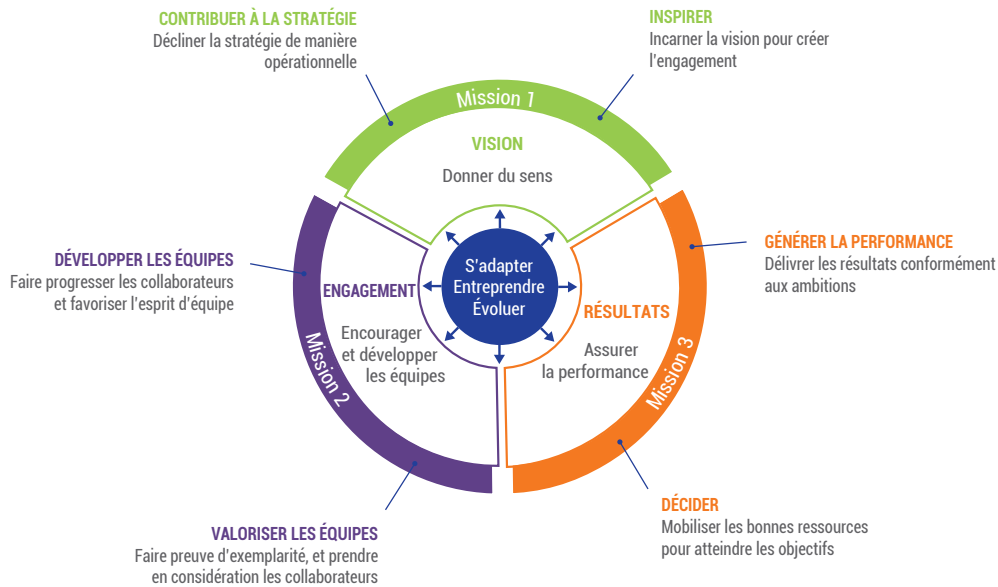 CONTRIBUER À LA STRATÉGIE
Décliner la stratégie de manière
opérationnelle
INSPIRER
Incarner la vision pour créer
l'engagement
Mission 1
VISION
Donner du sens
S'adapter
Entreprendre
Évoluer
DÉVELOPPER LES ÉQUIPES
Faire progresser les collaborateurs
et favoriser l'esprit d'équipe
ENGAGEMENT
Encourager
et développer
les équipes
Mission 2
GÉNÉRER LA PERFORMANCE
Délivrer les résultats conformément
aux ambitions
RÉSULTATS
Assurer
la performance
Mission 3
VALORISER LES ÉQUIPES
Faire preuve d'exemplarité, et prendre
en considération les collaborateurs
DÉCIDER
Mobiliser les bonnes ressources
pour atteindre les objectifs